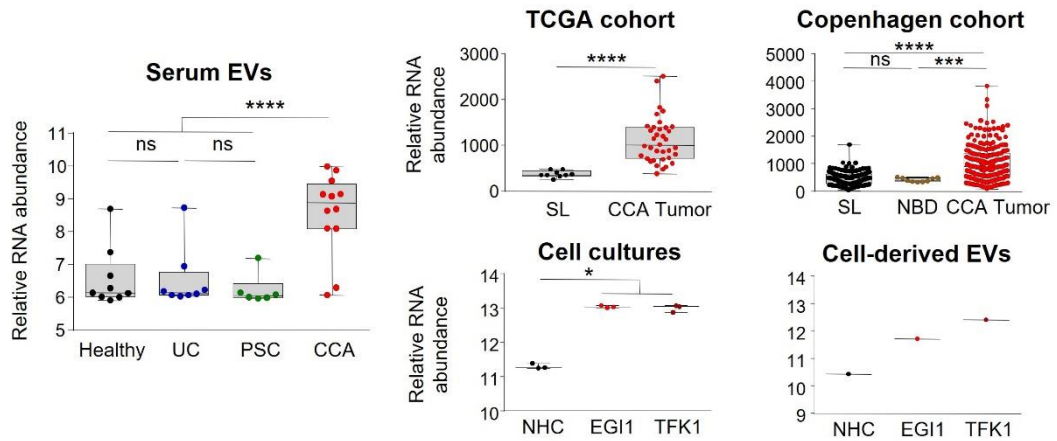 Serum EVs
Relative RNA abundance
11
10
9
8
7
6
5
ns
ns
****
Healthy UC PSC CCA
TCGA cohort
Relative RNA
abundance
3000
2000
1000
0
****
SL CCA Tumor
Copenhagen cohort
5000
4000
3000
2000
1000
0
****
ns
***
SL NBD CCA Tumor
Cell cultures
Relative RNA
abundance
14
13
12
11
10
*
NHC EGI1 TFK1
Cell-derived EVs
14
13
12
11
10
9
NHC EGI1 TFK1